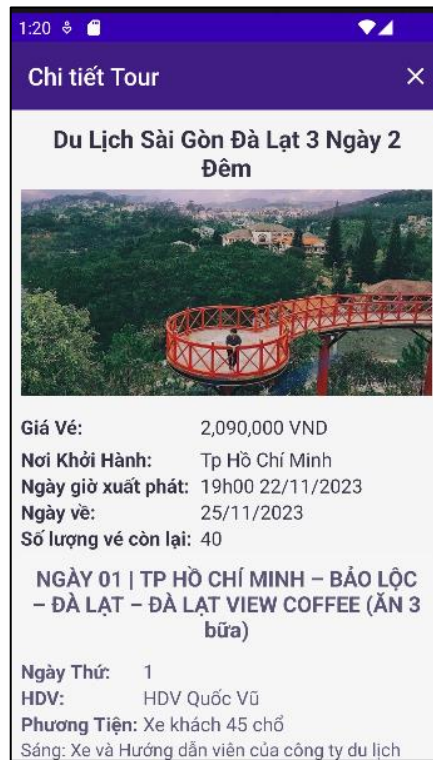 1:20
Chi tiết Tour
Du Lịch Sài Gòn Đà Lạt 3 Ngày 2
Đêm
Giá Vé: 2,090,000 VND
Nơi Khởi Hành: Tp Hồ Chí Minh
Ngày giờ xuất phát: 19h00 22/11/2023
Ngày về: 25/11/2023
Số lượng vé còn lại: 40
NGÀY 01 | TP HỒ CHÍ MINH – BẢO LỘC
– ĐÀ LẠT – ĐÀ LẠT VIEW COFFEE (ĂN 3
bữa)
Ngày Thứ: 1
HDV: HDV Quốc Vũ
Phương Tiện: Xe khách 45 chổ
Sáng: Xe và Hướng dẫn viên của công ty du lịch